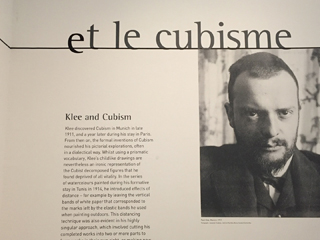 et le cubisme
Klee and Cubism
Klee discovered Cubism in Munich in late
1911, and a year later during his stay in Paris.
From then on, the formal inventions of Cubism
nourished his pictorial explorations, often
in a dialectical way. Whilst using a prismatic
vocabulary, Klee's childlike drawings are
nevertheless an ironic representation of
the Cubist decomposed figures that he
found deprived of all vitality. In the series
of watercolours painted during his formative
stay in Tunis in 1914, he introduced effects of
distance – for example by leaving the vertical
bands of white paper that correspond to
the marks left by the elastic bands he used
when painting outdoors. This distancing
technique was also evident in his highly
singular approach, which involved cutting his
completed works into two or more parts to